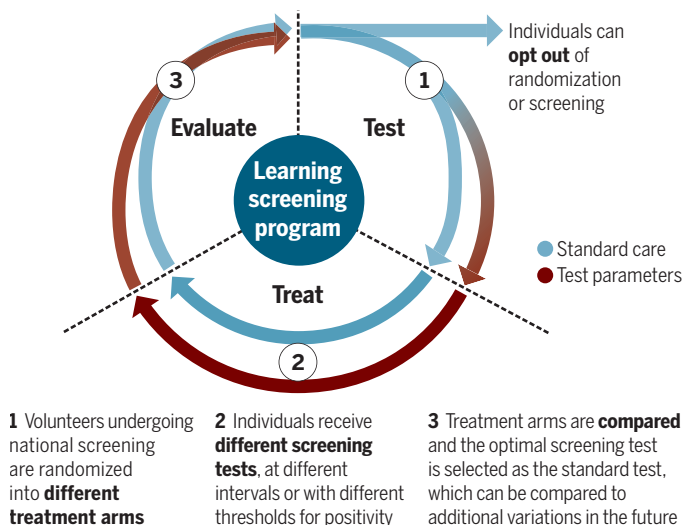 Individuals can
opt out of
randomization
or screening
3
1
Evaluate
Test
Learning
screening
program
Standard care
Test parameters
Treat
2
1 Volunteers undergoing
national screening
are randomized
into different
treatment arms
2 Individuals receive
different screening
tests, at different
intervals or with different
thresholds for positivity
3 Treatment arms are compared
and the optimal screening test
is selected as the standard test,
which can be compared to
additional variations in the future